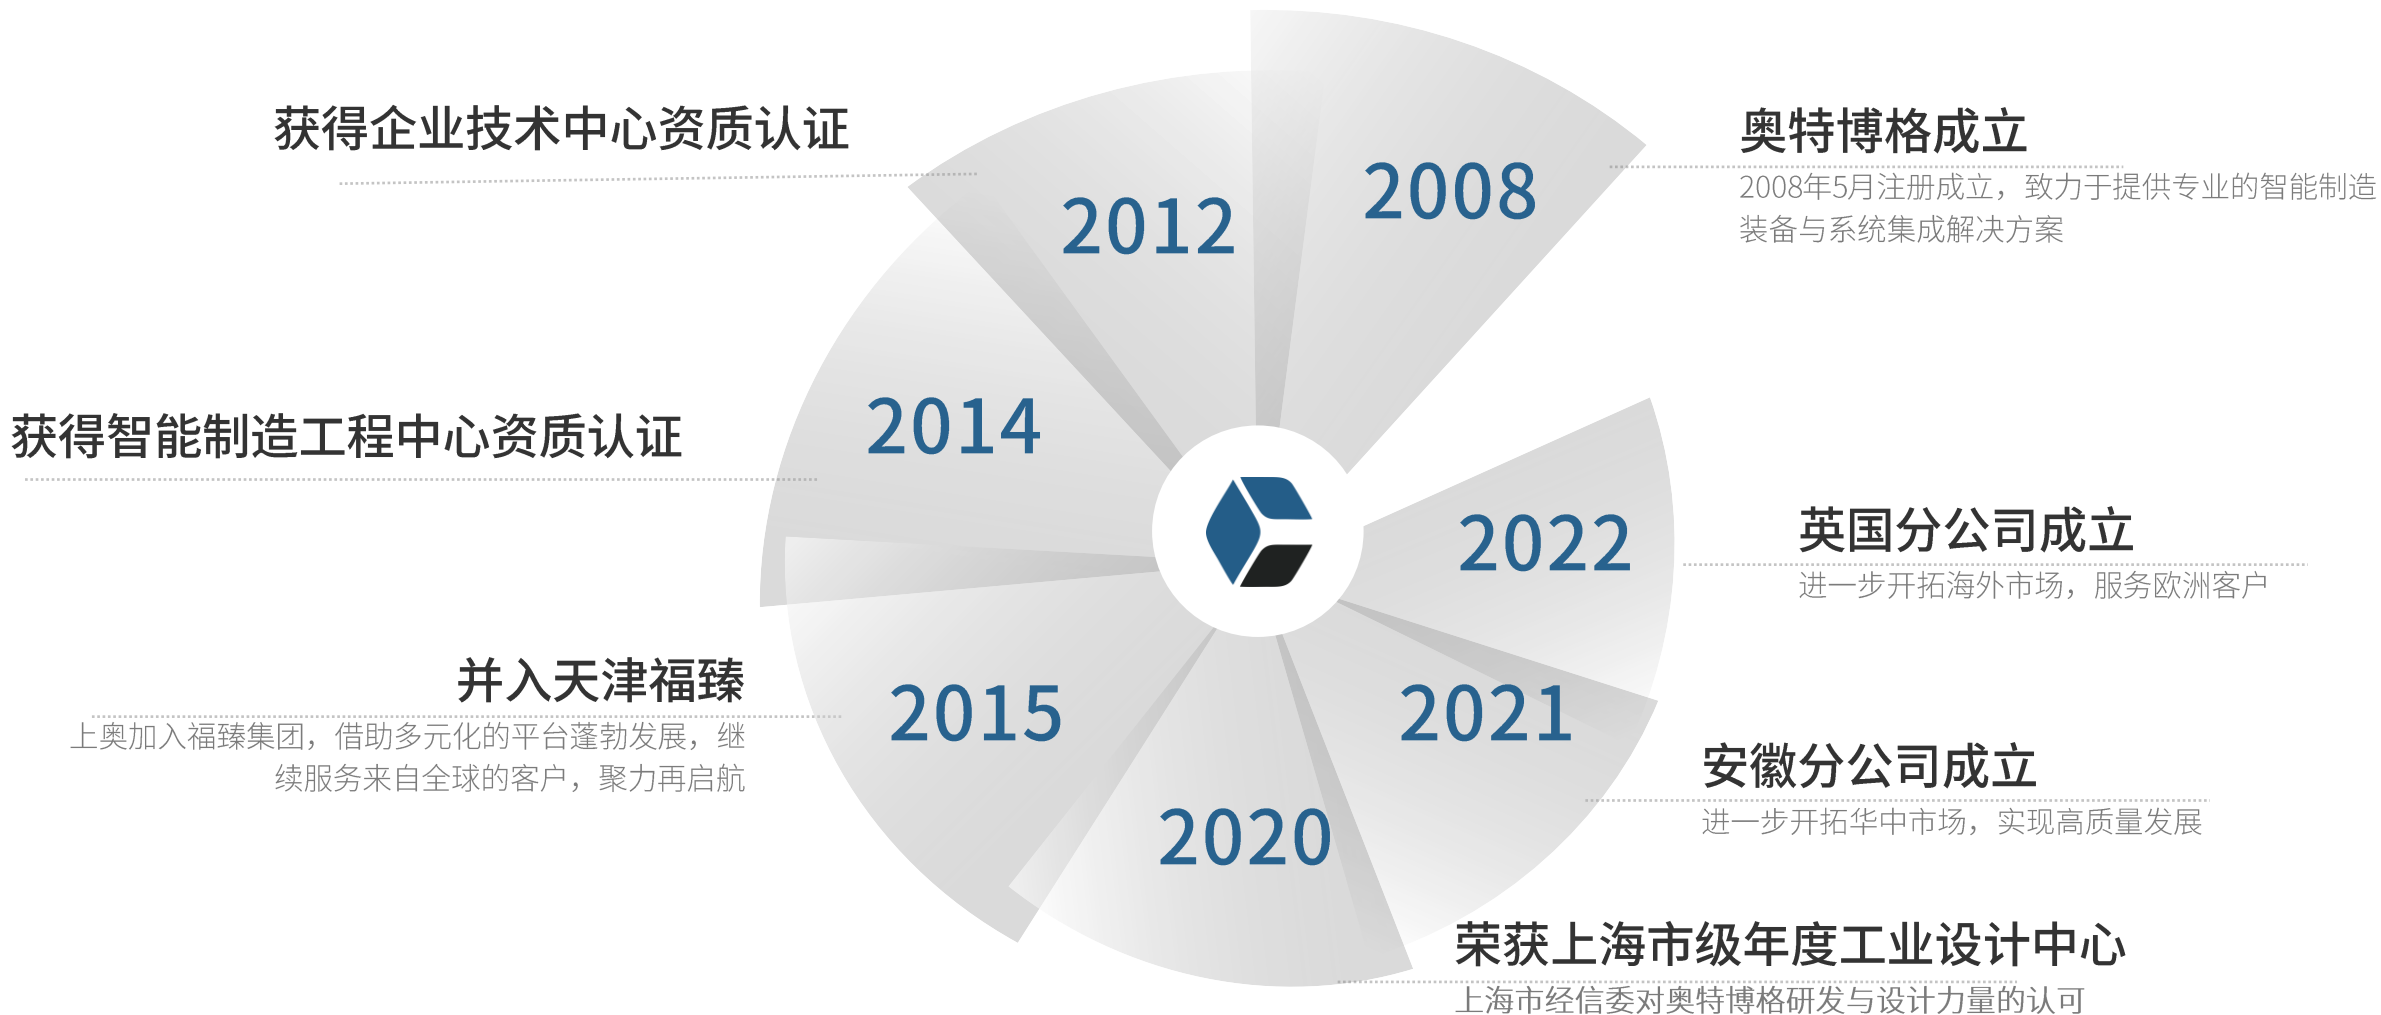 2008
奥特博格成立
2008年5月注册成立，致力于提供专业的智能制造
装备与系统集成解决方案
2012
获得企业技术中心资质认证
2014
获得智能制造工程中心资质认证
2015
并入天津福臻
上奥加入福臻集团，借助多元化的平台蓬勃发展，继
续服务来自全球的客户，聚力再启航
2020
荣获上海市级年度工业设计中心
上海市经信委对奥特博格研发与设计力量的认可
2021
安徽分公司成立
进一步开拓华中市场，实现高质量发展
2022
英国分公司成立
进一步开拓海外市场，服务欧洲客户